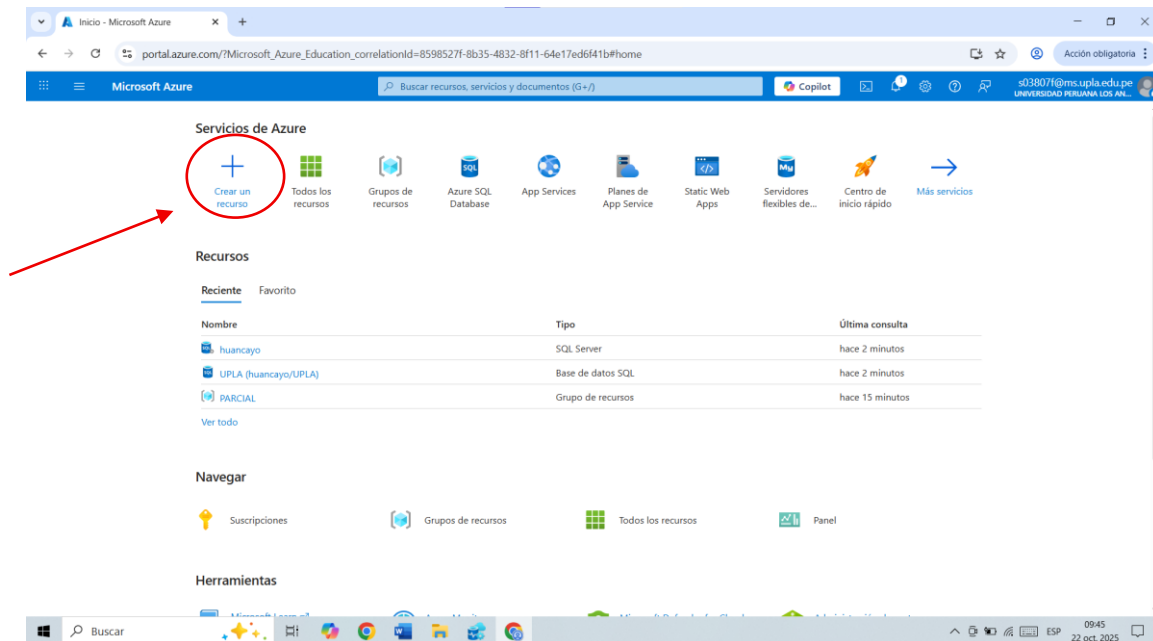 Inicio - Microsoft Azure
portal.azure.com/?Microsoft_Azure_Education_correlationId=8598527f-8b35-4832-8f11-64e17ed6f41b#home
Acción obligatoria
Microsoft Azure
Buscar recursos, servicios y documentos (G+/)
Copilot
1
s03807f@ms.upla.edu.pe
UNIVERSIDAD PERUANA LOS AN...
Servicios de Azure
Crear un
recurso
Todos los
recursos
Grupos de
recursos
SQL
Azure SQL
Database
App Services
Planes de
App Service
Static Web
Apps
My
Servidores
flexibles de...
Centro de
inicio rápido
Más servicios
Recursos
Reciente Favorito
Nombre Tipo Última consulta
huancayo SQL Server hace 2 minutos
UPLA (huancayo/UPLA) Base de datos SQL hace 2 minutos
PARCIAL Grupo de recursos hace 15 minutos
Ver todo
Navegar
Suscripciones Grupos de recursos Todos los recursos Panel
Herramientas
Buscar
ESP
09:45
22 oct. 2025